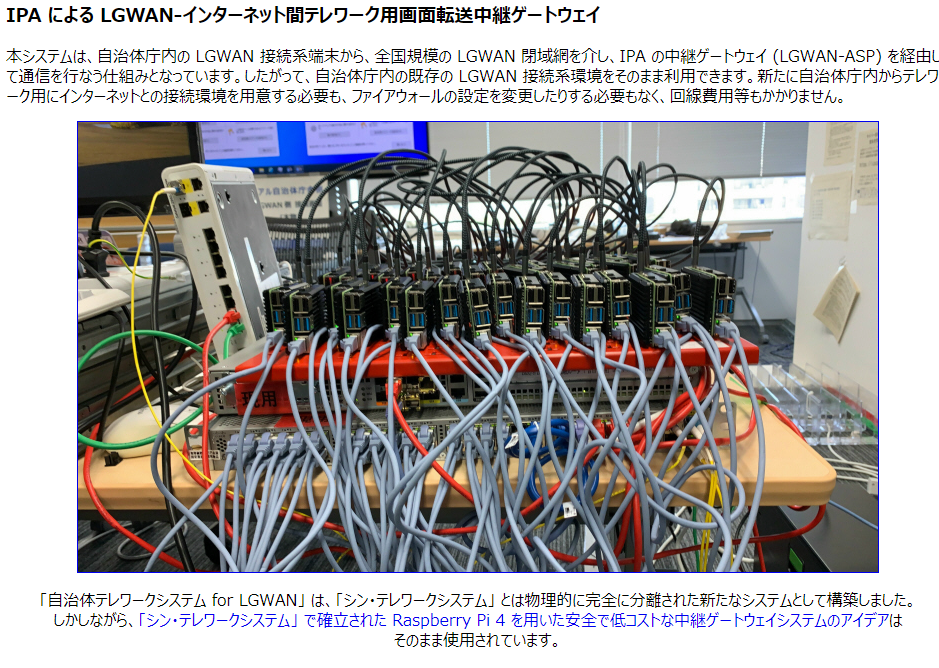 IPA による LGWAN-インターネット間テレワーク用画面転送中継ゲートウェイ
本システムは、自治体庁内の LGWAN 接続系端末から、全国規模の LGWAN 閉域網を介し、IPA の中継ゲートウェイ (LGWAN-ASP) を経由し
て通信を行なう仕組みとなっています。したがって、自治体庁内の既存の LGWAN 接続系環境をそのまま利用できます。新たに自治体庁内からテレワ
ーク用にインターネットとの接続環境を用意する必要も、ファイアウォールの設定を変更したりする必要もなく、回線費用等もかかりません。
現用
「自治体テレワークシステム for LGWAN」 は、「シン・テレワークシステム」 とは物理的に完全に分離された新たなシステムとして構築しました。
しかしながら、「シン・テレワークシステム」 で確立された Raspberry Pi 4 を用いた安全で低コストな中継ゲートウェイシステムのアイデアは
そのまま使用されています。